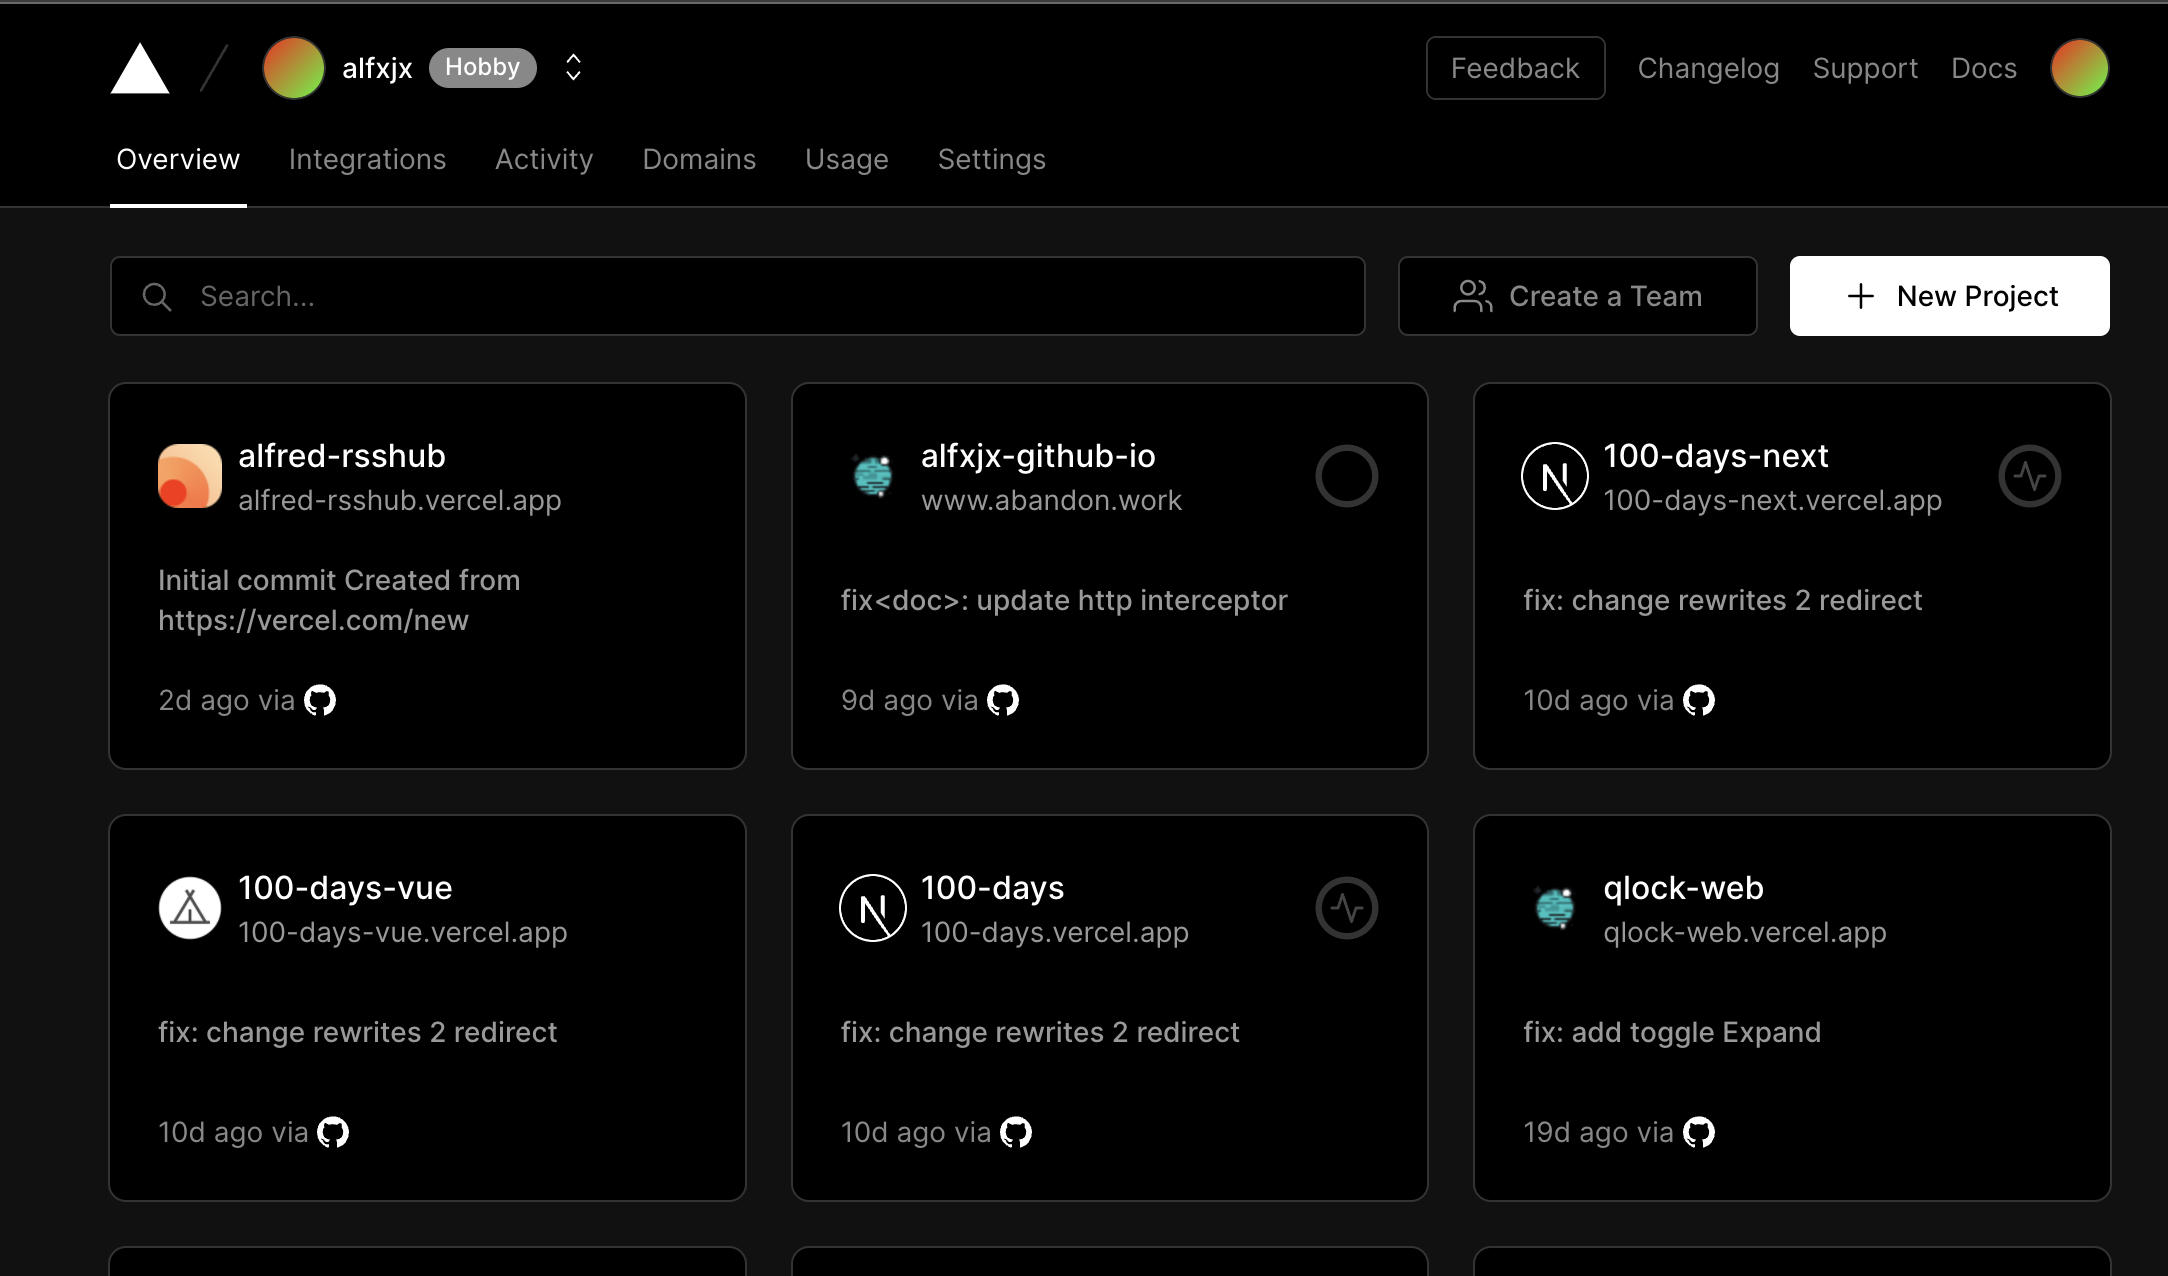 alfxjx Hobby
Feedback Changelog Support Docs
Overview Integrations Activity Domains Usage Settings
Search...
Create a Team
New Project
alfred-rsshub
alfred-rsshub.vercel.app
Initial commit Created from
https://vercel.com/new
2d ago via
alfxjx-github-io
www.abandon.work
fix<doc>: update http interceptor
9d ago via
100-days-next
100-days-next.vercel.app
fix: change rewrites 2 redirect
10d ago via
100-days-vue
100-days-vue.vercel.app
fix: change rewrites 2 redirect
10d ago via
100-days
100-days.vercel.app
fix: change rewrites 2 redirect
10d ago via
qlock-web
qlock-web.vercel.app
fix: add toggle Expand
19d ago via